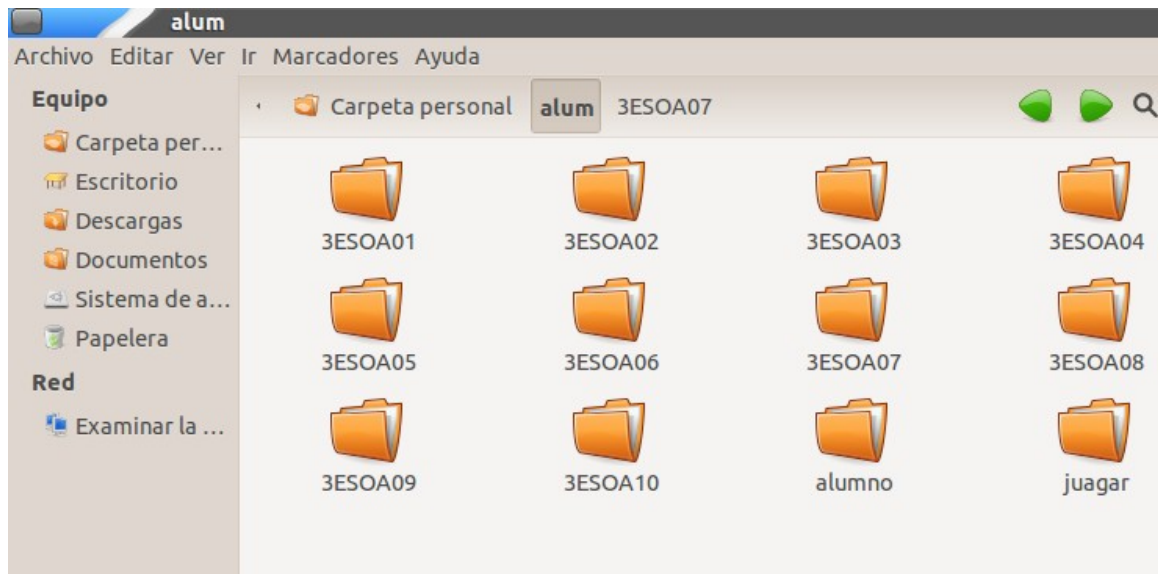 alum
Archivo Editar Ver Ir Marcadores Ayuda
Equipo
Carpeta per...
Escritorio
Descargas
Documentos
Sistema de a...
Papelera
Red
Examinar la ...
Carpeta personal alum 3ESOA07
3ESOA01 3ESOA02 3ESOA03 3ESOA04
3ESOA05 3ESOA06 3ESOA07 3ESOA08
3ESOA09 3ESOA10 alumno juagar